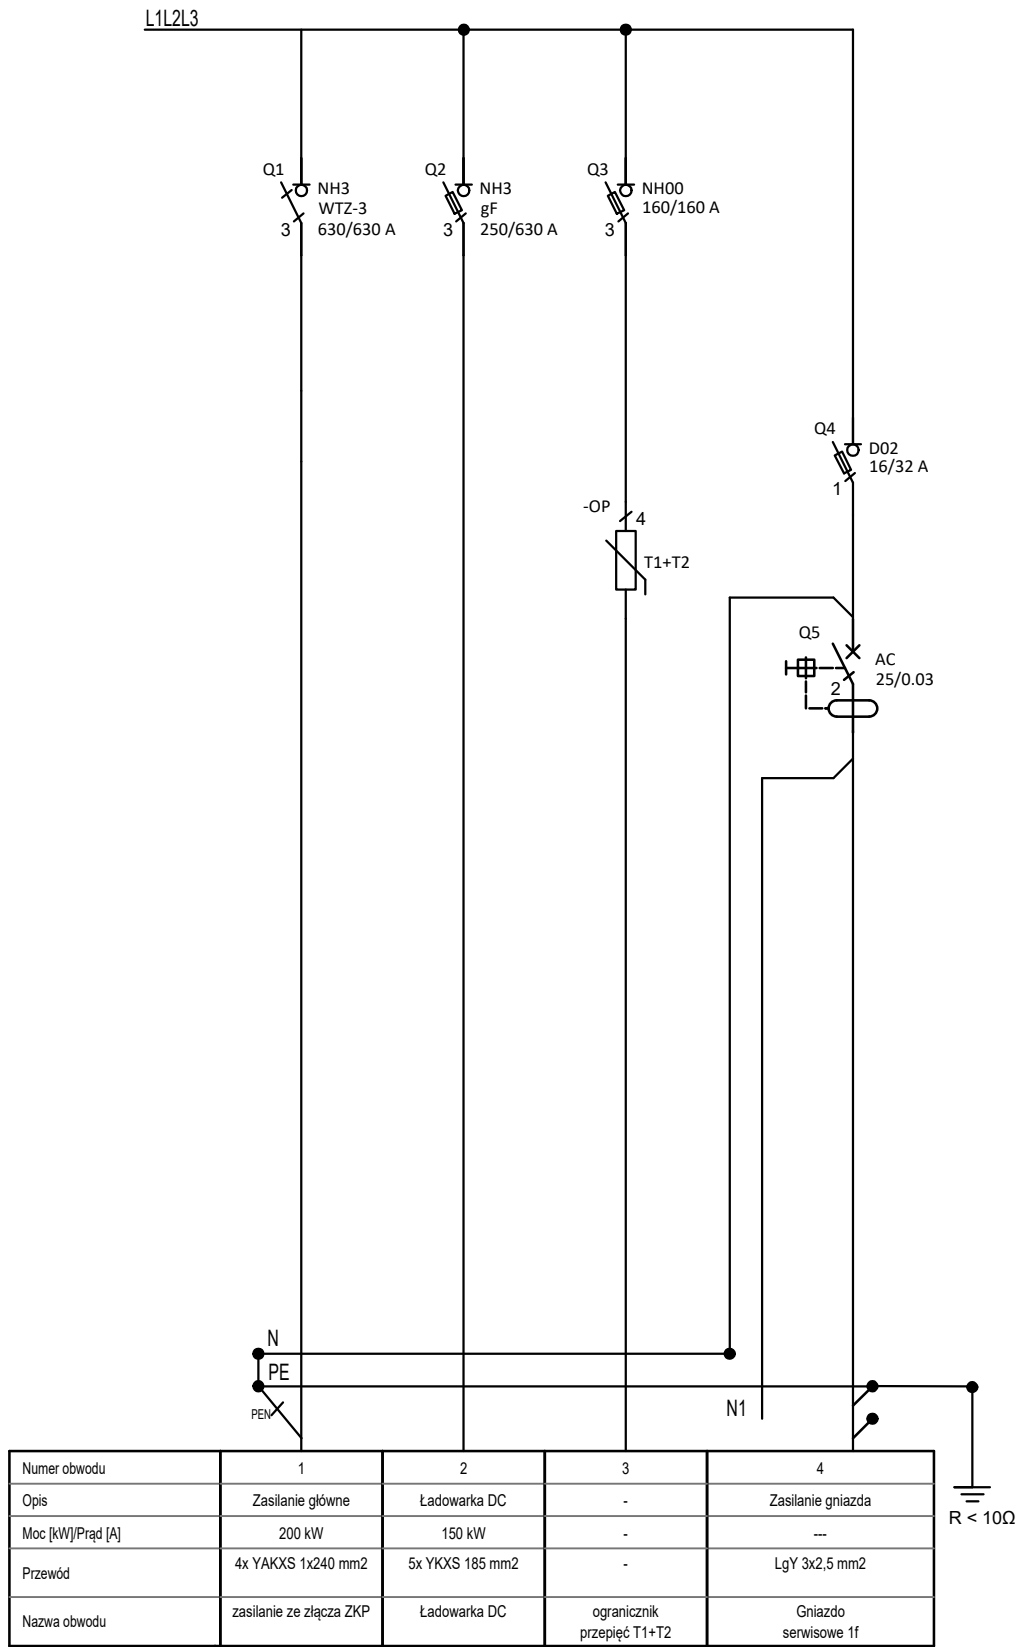 L1L2L3
Q1
NH3
WTZ-3
3
630/630 A
Q2
NH3
gF
3
250/630 A
Q3
NH00
160/160 A
3
Q4
D02
16/32 A
1
-OP
4
T1+T2
Q5
AC
25/0.03
2
N
PE
PEN
N1
R < 10Ω
Numer obwodu 1 2 3 4
Opis Zasilanie główne Ładowarka DC - Zasilanie gniazda
Moc [kW]/Prąd [A] 200 kW 150 kW - ---
Przewód 4x YAKXS 1x240 mm2 5x YKXS 185 mm2 - LgY 3x2,5 mm2
Nazwa obwodu zasilanie ze złącza ZKP Ładowarka DC ogranicznik przepięć T1+T2 Gniazdo serwisowe 1f